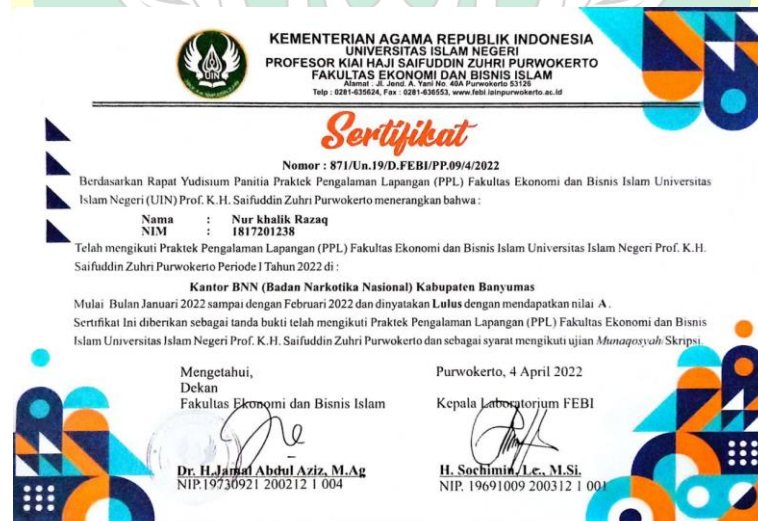 UIN
KEMENTERIAN AGAMA REPUBLIK INDONESIA
UNIVERSITAS ISLAM NEGERI
PROFESOR KIAI HAJI SAIFUDDIN ZUHRI PURWOKERTO
FAKULTAS EKONOMI DAN BISNIS ISLAM
Alamat : Jl. Jend. A. Yani No. 40A Purwokerto 53126
Telp : 0281-635624, Fax : 0281-636553, www.febi.iainpurwokerto.ac.id
Sertifikat
Nomor : 871/Un.19/D.FEBI/PP.09/4/2022
Berdasarkan Rapat Yudisium Panitia Praktek Pengalaman Lapangan (PPL) Fakultas Ekonomi dan Bisnis Islam Universitas
Islam Negeri (UIN) Prof. K.H. Saifuddin Zuhri Purwokerto menerangkan bahwa :
Nama : Nur khalik Razaq
NIM : 1817201238
Telah mengikuti Praktek Pengalaman Lapangan (PPL) Fakultas Ekonomi dan Bisnis Islam Universitas Islam Negeri Prof. K.H.
Saifuddin Zuhri Purwokerto Periode I Tahun 2022 di :
Kantor BNN (Badan Narkotika Nasional) Kabupaten Banyumas
Mulai Bulan Januari 2022 sampai dengan Februari 2022 dan dinyatakan Lulus dengan mendapatkan nilai A .
Sertifikat Ini diberikan sebagai tanda bukti telah mengikuti Praktek Pengalaman Lapangan (PPL) Fakultas Ekonomi dan Bisnis
Islam Universitas Islam Negeri Prof. K.H. Saifuddin Zuhri Purwokerto dan sebagai syarat mengikuti ujian Munaqosyah/Skripsi.
Mengetahui,
Dekan
Fakultas Ekonomi dan Bisnis Islam
Dr. H.Jamal Abdul Aziz, M.Ag
NIP.19730921 200212 1 004
Purwokerto, 4 April 2022
Kepala Laboratorium FEBI
H. Sochimin, Lc., M.Si.
NIP. 19691009 200312 1 001